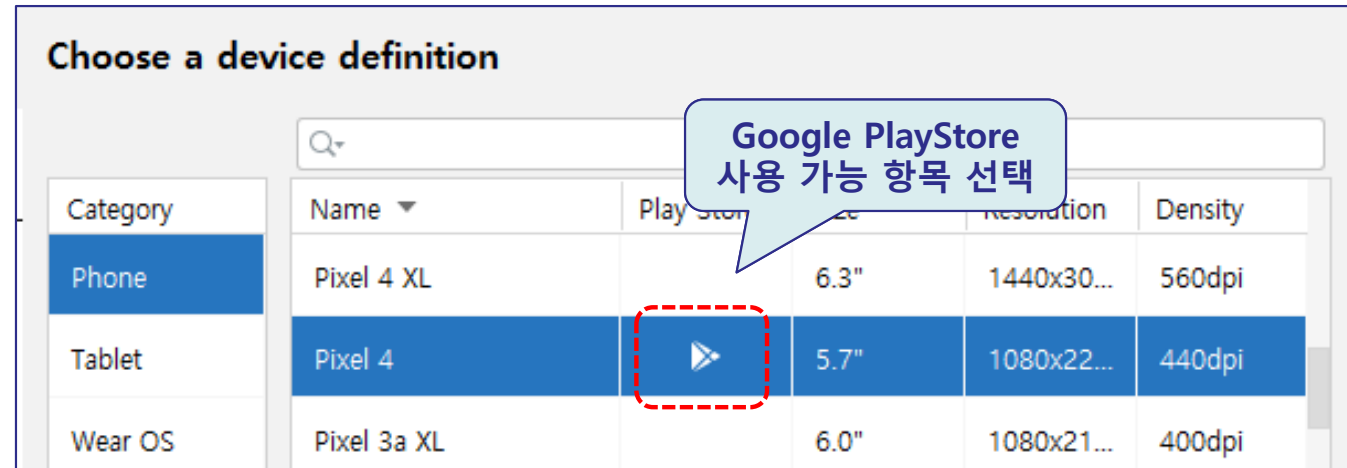 Choose a device definition
Google PlayStore
사용 가능 항목 선택
Category
Name Play Resolution Density
Phone
Pixel 4 XL 6.3" 1440x30... 560dpi
Tablet
Pixel 4 5.7" 1080x22... 440dpi
Wear OS
Pixel 3a XL 6.0" 1080x21... 400dpi